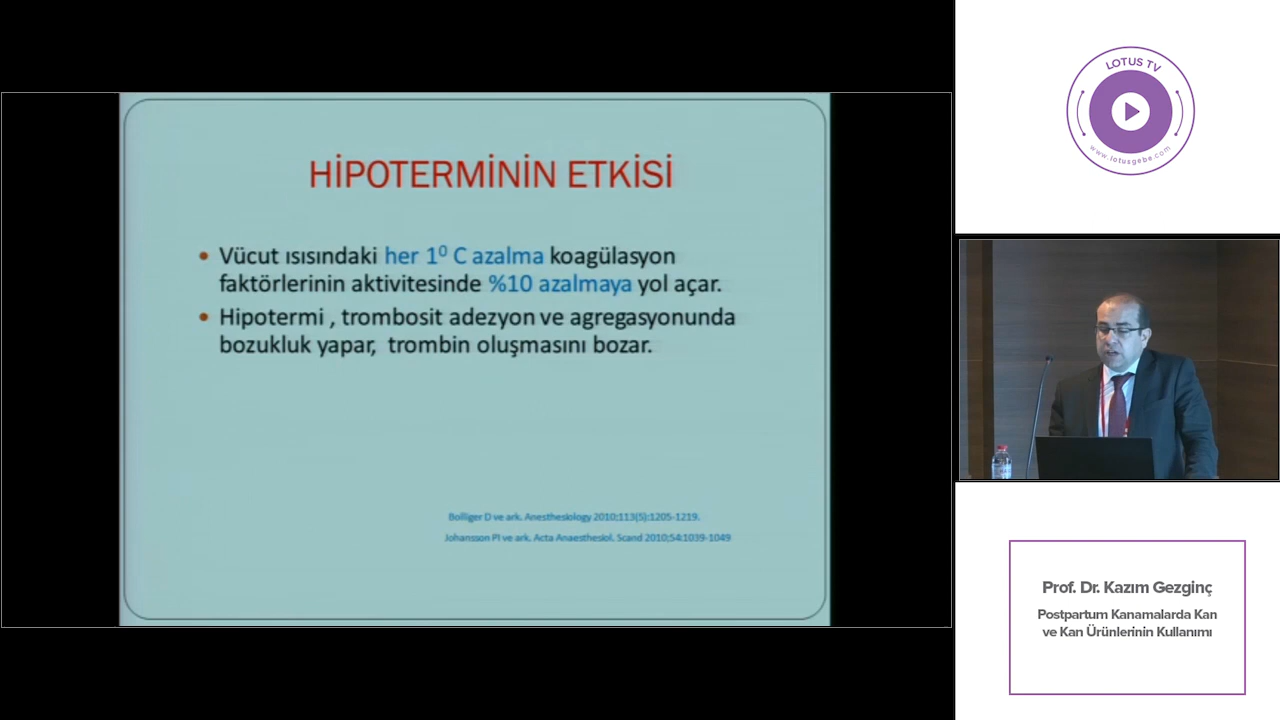 HİPOTERMİNİN ETKİSİ
• Vücut ısısındaki her 1⁰ C azalma koagülasyon
faktörlerinin aktivitesinde %10 azalmaya yol açar.
• Hipotermi , trombosit adezyon ve agregasyonunda
bozukluk yapar, trombin oluşmasını bozar.
Bolliger D ve ark. Anesthesiology 2010;113(5):1205-1219.
Johansson PI ve ark. Acta Anaesthesiol. Scand 2010;54:1039-1049
LOTUS TV
www.lotusgebe.com
Prof. Dr. Kazım Gezginç
Postpartum Kanamalarda Kan
ve Kan Ürünlerinin Kullanımı